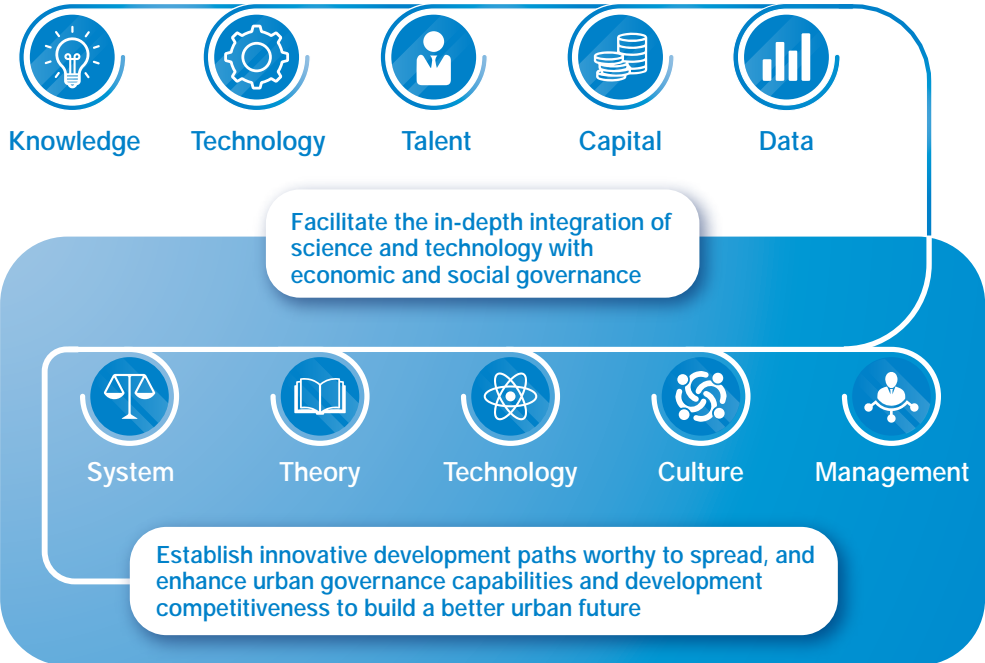 Knowledge
Technology
Talent
Capital
Data
Facilitate the in-depth integration of
science and technology with
economic and social governance
System
Theory
Technology
Culture
Management
Establish innovative development paths worthy to spread, and
enhance urban governance capabilities and development
competitiveness to build a better urban future